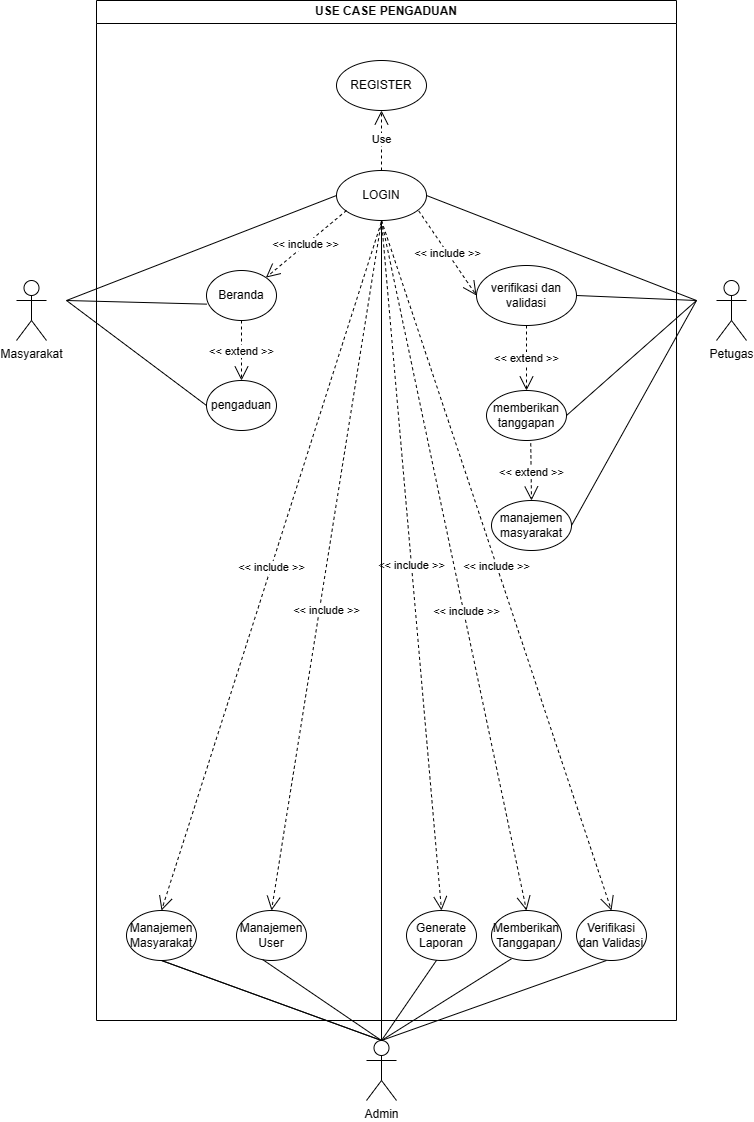 USE CASE PENGADUAN
REGISTER
Use
LOGIN
<< include >>
<< include >>
Beranda
verifikasi dan
validasi
Masyarakat
Petugas
<< extend >>
<< extend >>
pengaduan
memberikan
tanggapan
<< extend >>
manajemen
masyarakat
<< include >>
<< include >>
<< include >>
<< include >>
<< include >>
Manajemen
Masyarakat
Manajemen
User
Generate
Laporan
Memberikan
Tanggapan
Verifikasi
dan Validasi
Admin